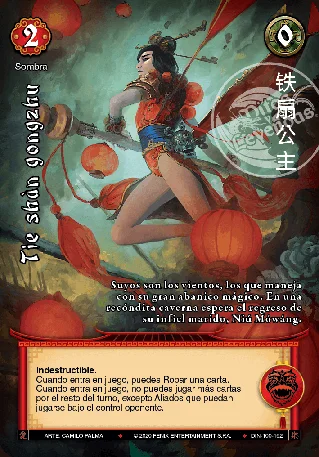 2
0
Sombra
铁扇公主
Tie shàn gongzhu
Suyos son los vientos, los que maneja
con su gran abanico mágico. En una
recóndita caverna espera el regreso de
su infiel marido, Niú Mówáng.
Indestructible.
Cuando entra en juego, puedes Robar una carta.
Cuando entra en juego, no puedes jugar más cartas
por el resto del turno, excepto Aliados que puedan
jugarse bajo el control oponente.
ARTE: CAMILO PALMA
© 2020 FENIX ENTERTAINMENT S.P.A.